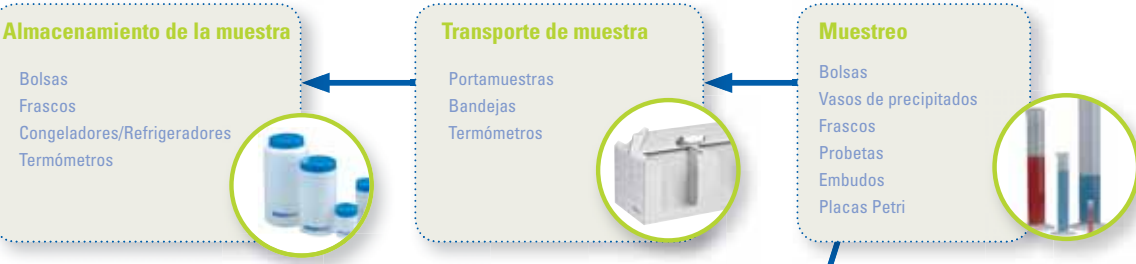 Almacenamiento de la muestra
Bolsas
Frascos
Congeladores/Refrigeradores
Termómetros
Transporte de muestra
Portamuestras
Bandejas
Termómetros
Muestreo
Bolsas
Vasos de precipitados
Frascos
Probetas
Embudos
Placas Petri